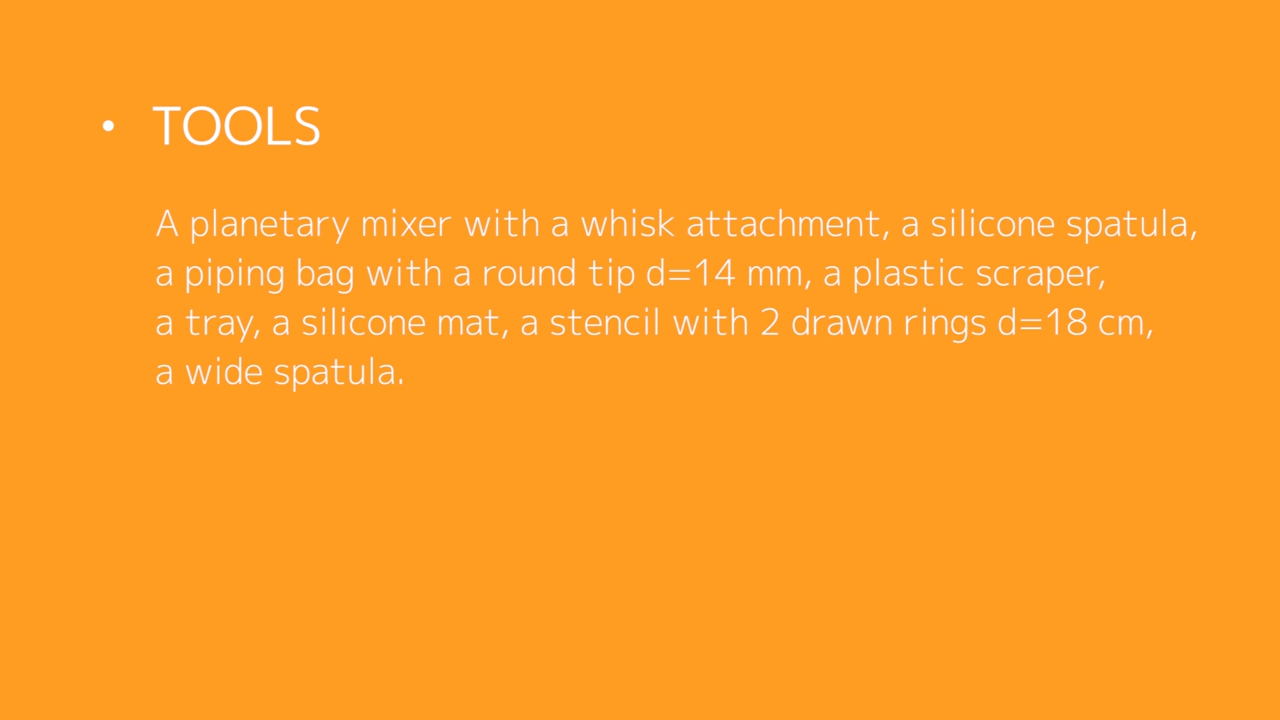 • TOOLS
A planetary mixer with a whisk attachment, a silicone spatula,
a piping bag with a round tip d=14 mm, a plastic scraper,
a tray, a silicone mat, a stencil with 2 drawn rings d=18 cm,
a wide spatula.